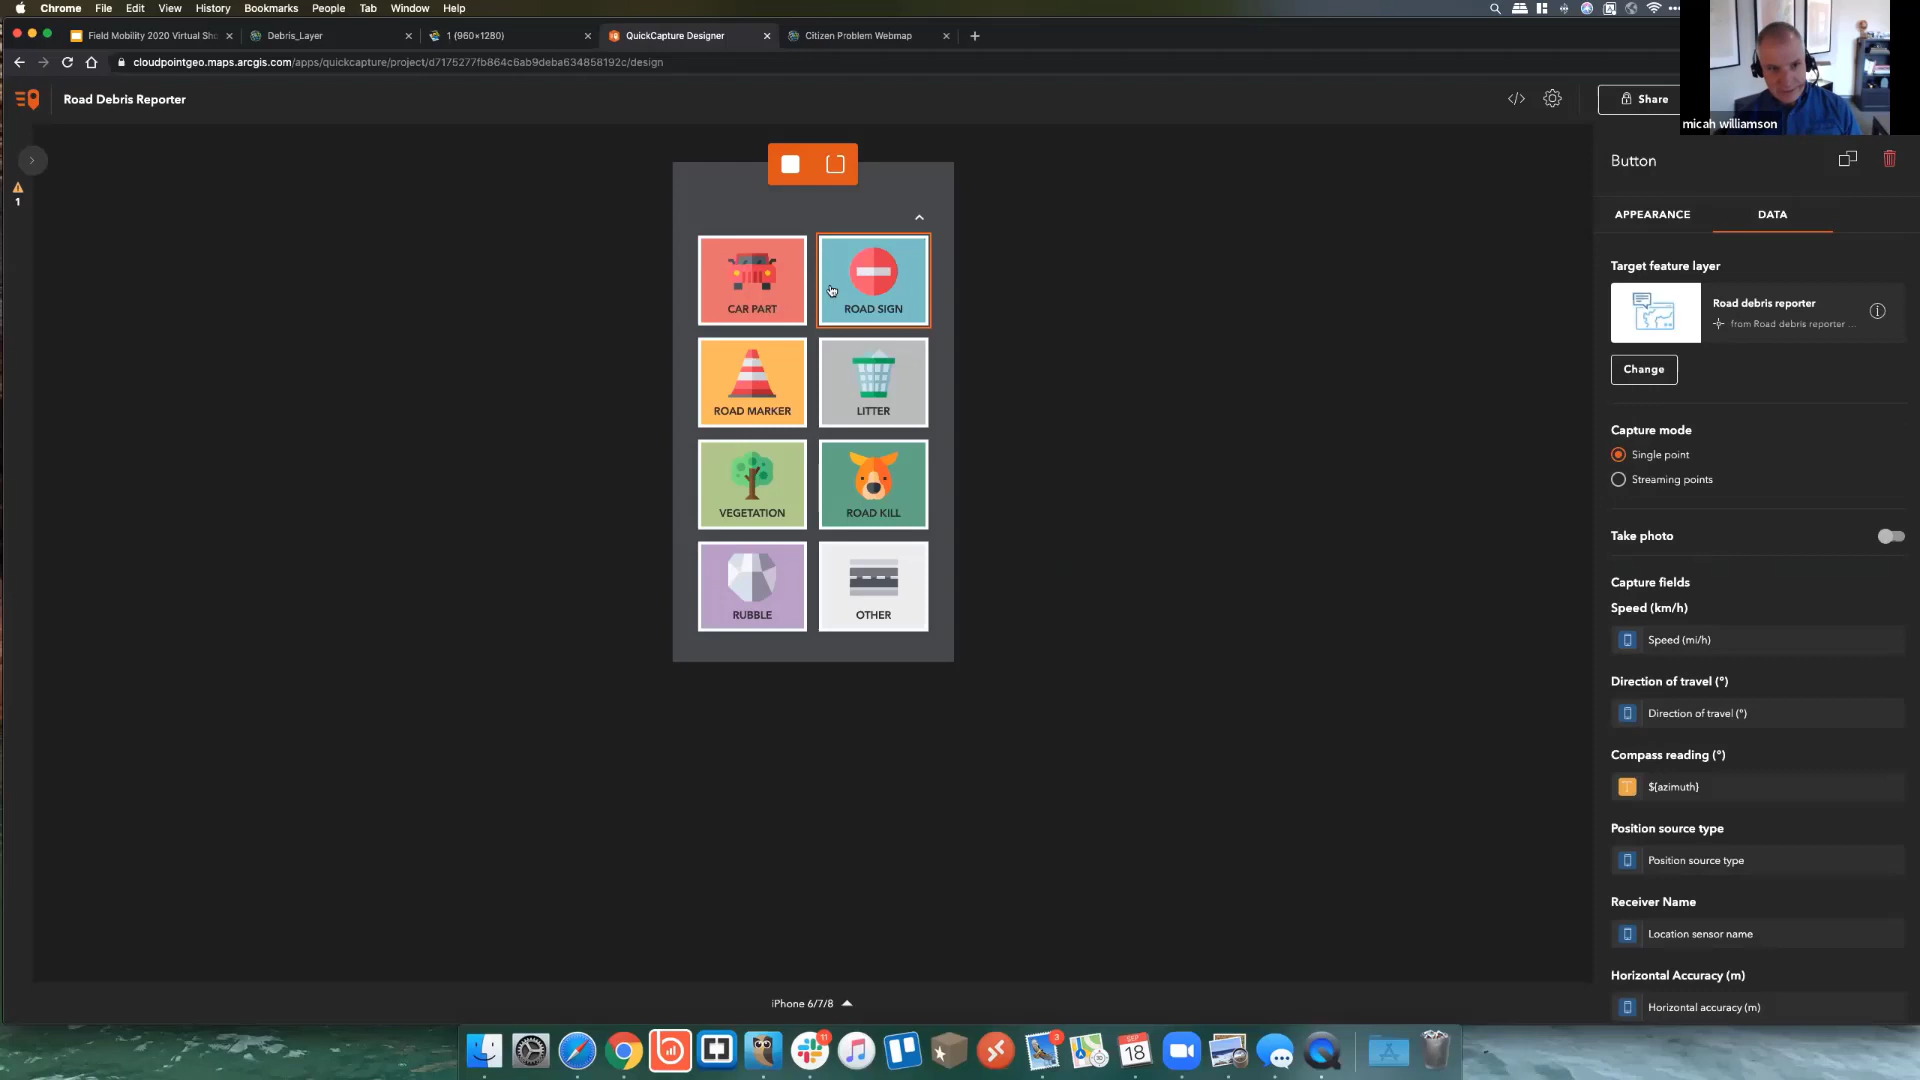 Chrome File Edit View History Bookmarks People Tab Window Help
Field Mobility 2020 Virtual Sho
Debris_Layer
1 (960×1280)
QuickCapture Designer
Citizen Problem Webmap
cloudpointgeo.maps.arcgis.com/apps/quickcapture/project/d7175277fb864c6ab9deba634858192c/design
Road Debris Reporter
Share
micah williamson
1
CAR PART
ROAD SIGN
ROAD MARKER
LITTER
VEGETATION
ROAD KILL
RUBBLE
OTHER
iPhone 6/7/8
Button
APPEARANCE
DATA
Target feature layer
Road debris reporter
from Road debris reporter ...
Change
Capture mode
Single point
Streaming points
Take photo
Capture fields
Speed (km/h)
Speed (mi/h)
Direction of travel (°)
Direction of travel (°)
Compass reading (°)
T
${azimuth}
Position source type
Position source type
Receiver Name
Location sensor name
Horizontal Accuracy (m)
Horizontal accuracy (m)
11
3
SEP
18